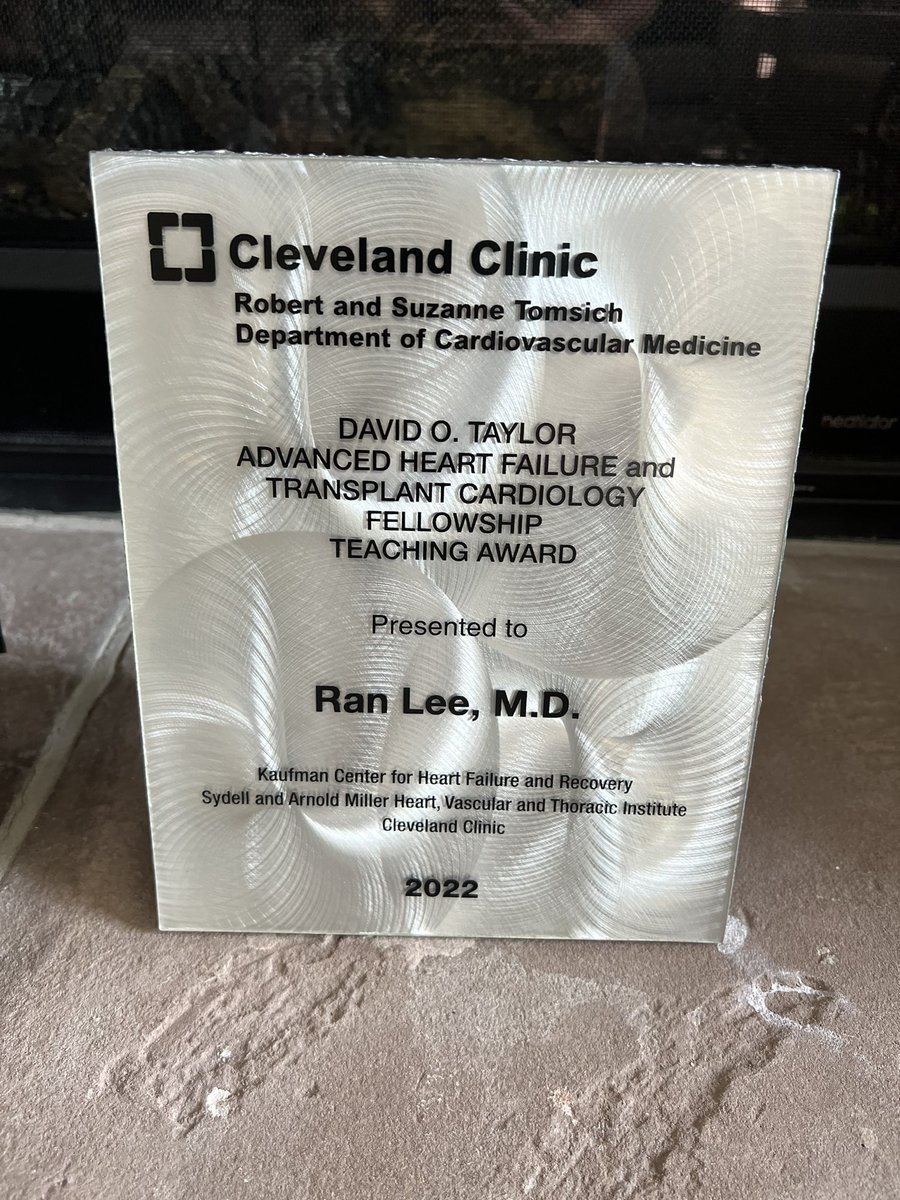 Cleveland Clinic
Robert and Suzanne Tomsich
Department of Cardiovascular Medicine
DAVID O. TAYLOR
ADVANCED HEART FAILURE and
TRANSPLANT CARDIOLOGY
FELLOWSHIP
TEACHING AWARD
Presented to
Ran Lee, M.D.
Kaufman Center for Heart Failure and Recovery
Sydell and Arnold Miller Heart, Vascular and Thoracic Institute
Cleveland Clinic
2022